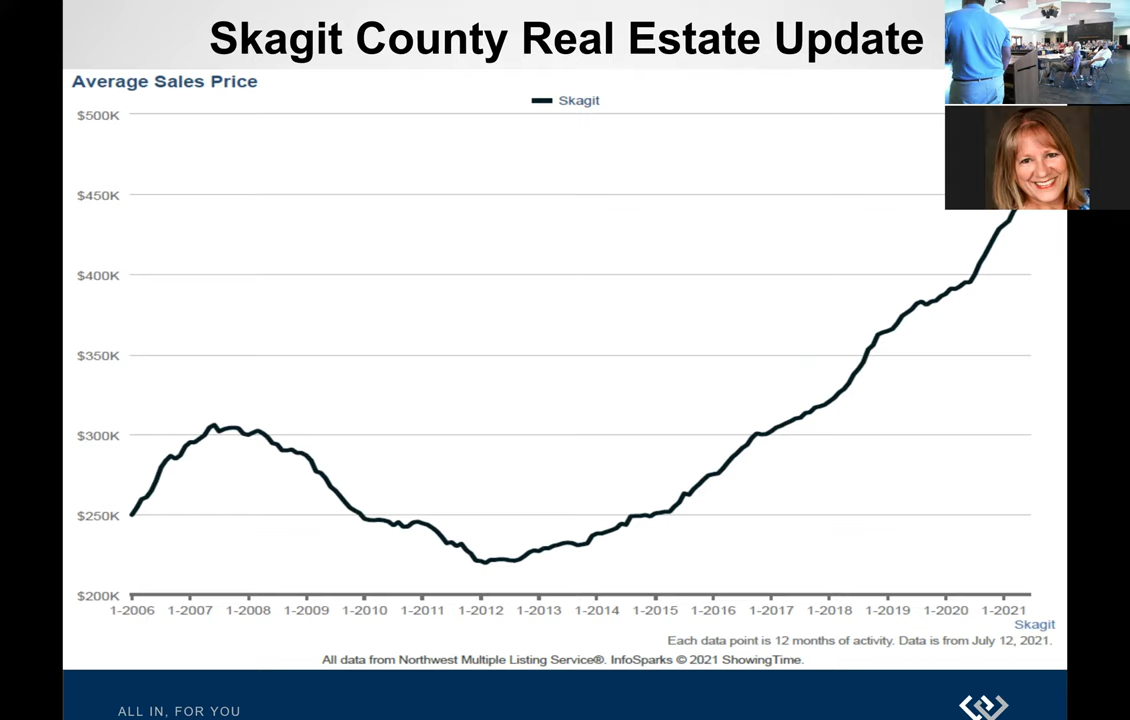 Skagit County Real Estate Update
Average Sales Price
Skagit
$500K
$450K
$400K
$350K
$300K
$250K
$200K
1-2006 1-2007 1-2008 1-2009 1-2010 1-2011 1-2012 1-2013 1-2014 1-2015 1-2016 1-2017 1-2018 1-2019 1-2020 1-2021
Skagit
Each data point is 12 months of activity. Data is from July 12, 2021.
All data from Northwest Multiple Listing Service®. InfoSparks © 2021 ShowingTime.
ALL IN, FOR YOU